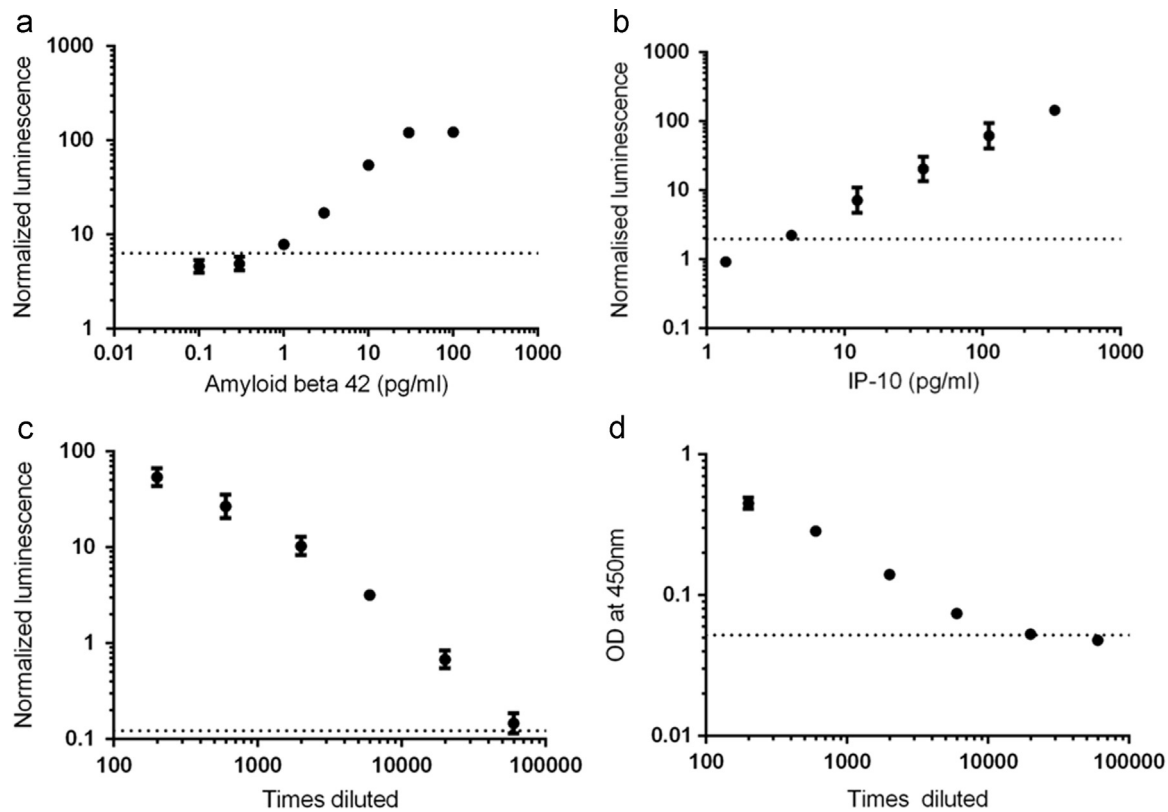 a
1000
100
10
1
Normalized luminescence
0.01 0.1 1 10 100 1000
Amyloid beta 42 (pg/ml)
b
1000
100
10
1
0.1
Normalised luminescence
1 10 100 1000
IP-10 (pg/ml)
c
100
10
1
0.1
Normalized luminescence
100 1000 10000 100000
Times diluted
d
1
0.1
0.01
OD at 450nm
100 1000 10000 100000
Times diluted